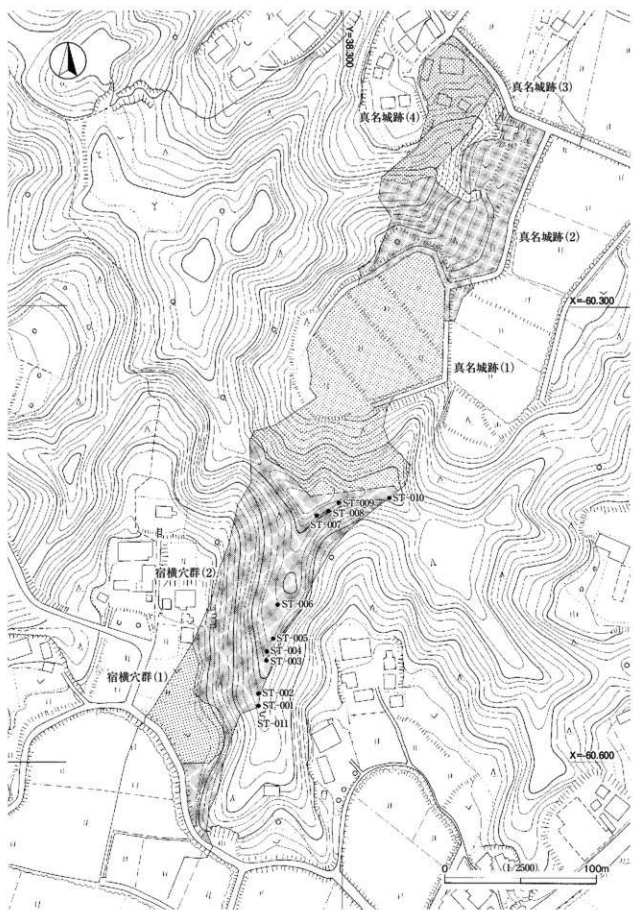 Y=38.300
真名城跡(3)
真名城跡(4)
真名城跡(2)
X=-60.300
真名城跡(1)
ST-010
ST-009
ST-008
ST-007
宿横穴群(2)
ST-006
ST-005
ST-004
ST-003
宿横穴群(1)
ST-002
ST-001
ST-011
X=-60.600
0 (1/2500) 100m